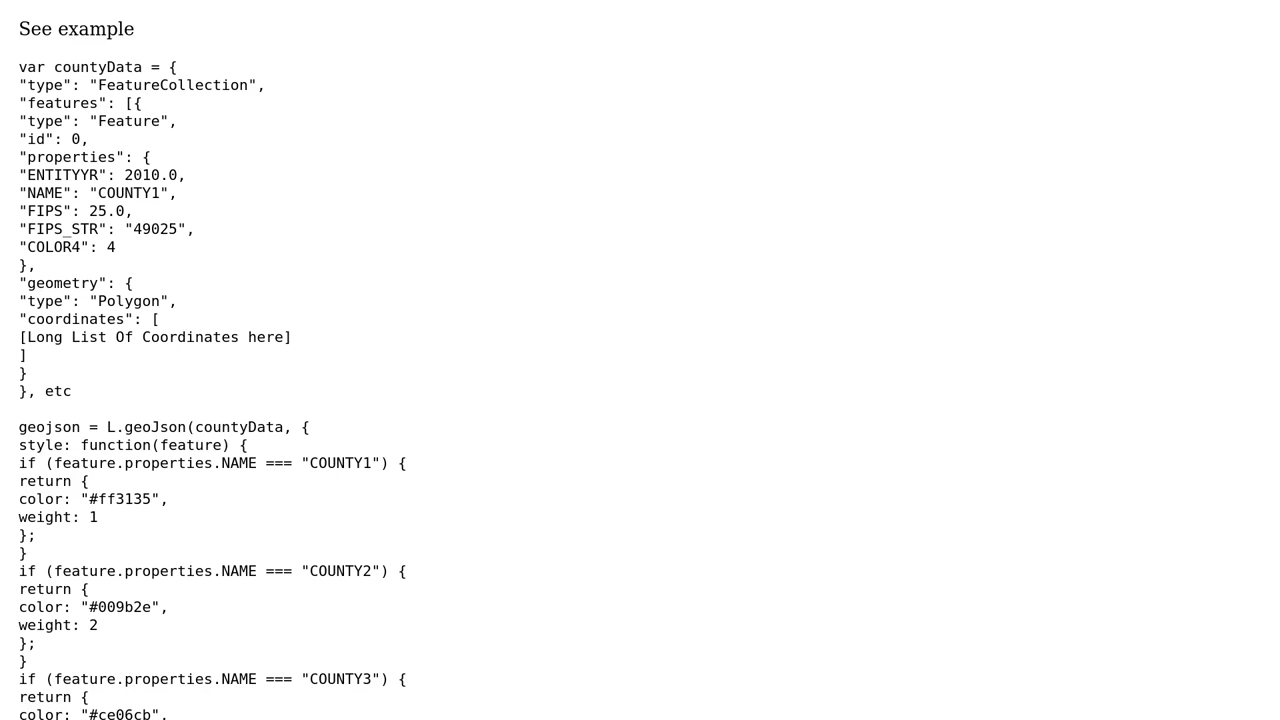 See example
var countyData = {
"type": "FeatureCollection",
"features": [{
"type": "Feature",
"id": 0,
"properties": {
"ENTITYYR": 2010.0,
"NAME": "COUNTY1",
"FIPS": 25.0,
"FIPS_STR": "49025",
"COLOR4": 4
},
"geometry": {
"type": "Polygon",
"coordinates": [
[Long List Of Coordinates here]
]
}
}, etc
geojson = L.geoJson(countyData, {
style: function(feature) {
if (feature.properties.NAME === "COUNTY1") {
return {
color: "#ff3135",
weight: 1
};
}
if (feature.properties.NAME === "COUNTY2") {
return {
color: "#009b2e",
weight: 2
};
}
if (feature.properties.NAME === "COUNTY3") {
return {
color: "#ce06cb",